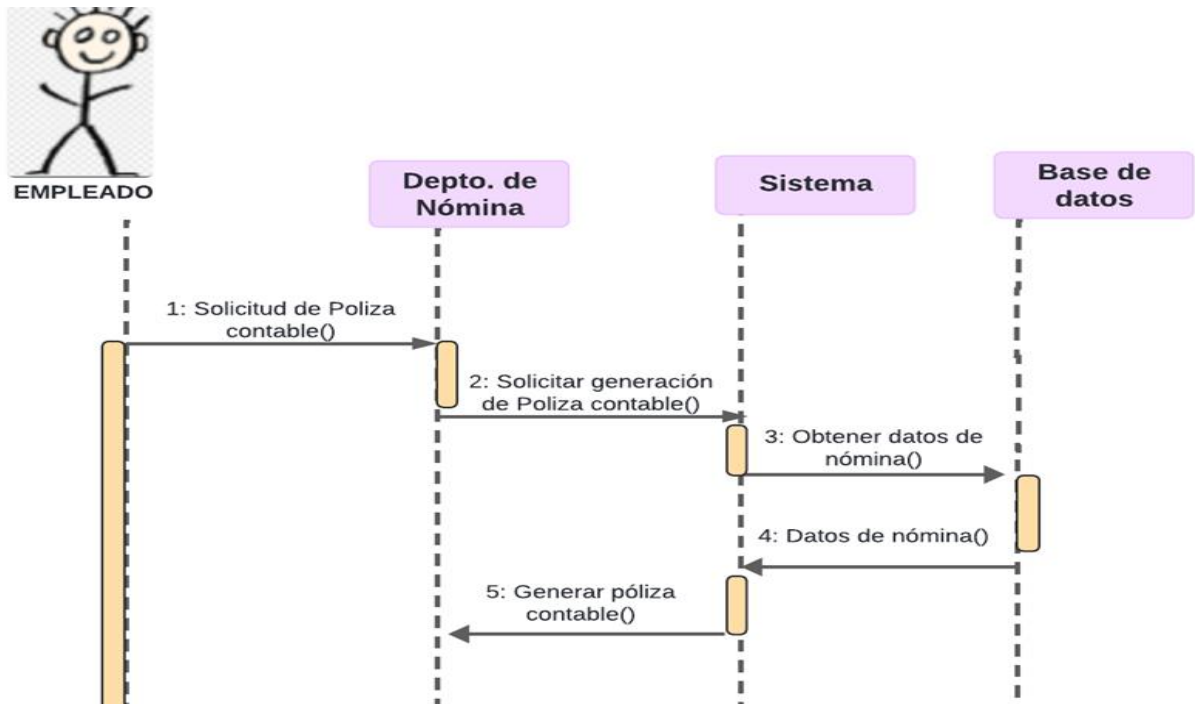 EMPLEADO
Depto. de
Nómina
Sistema
Base de
datos
1: Solicitud de Poliza
contable()
2: Solicitar generación
de Poliza contable()
3: Obtener datos de
nómina()
4: Datos de nómina()
5: Generar póliza
contable()